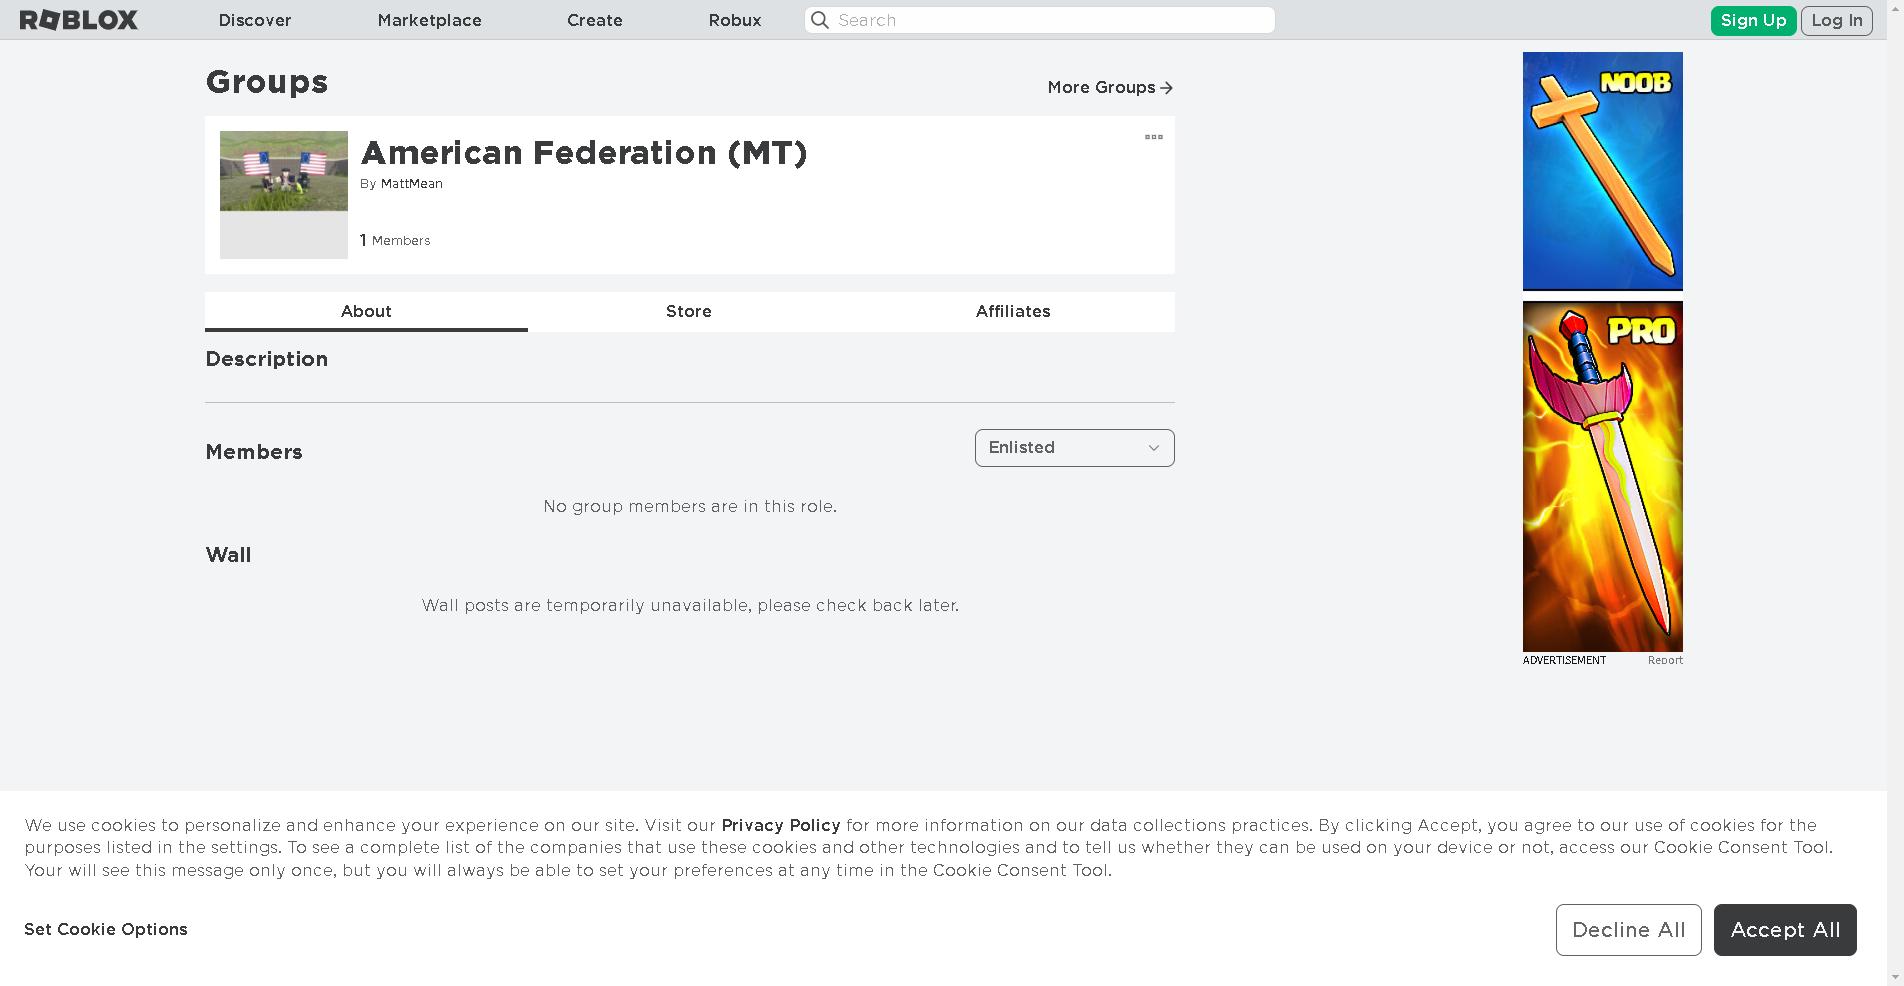 ROBLOX
Discover
Marketplace
Create
Robux
Search
Sign Up
Log In
Groups
More Groups
American Federation (MT)
By MattMean
1 Members
About
Store
Affiliates
Description
Members
Enlisted
No group members are in this role.
Wall
Wall posts are temporarily unavailable, please check back later.
NOOB
PRO
ADVERTISEMENT
Report
We use cookies to personalize and enhance your experience on our site. Visit our Privacy Policy for more information on our data collections practices. By clicking Accept, you agree to our use of cookies for the
purposes listed in the settings. To see a complete list of the companies that use these cookies and other technologies and to tell us whether they can be used on your device or not, access our Cookie Consent Tool.
Your will see this message only once, but you will always be able to set your preferences at any time in the Cookie Consent Tool.
Set Cookie Options
Decline All
Accept All